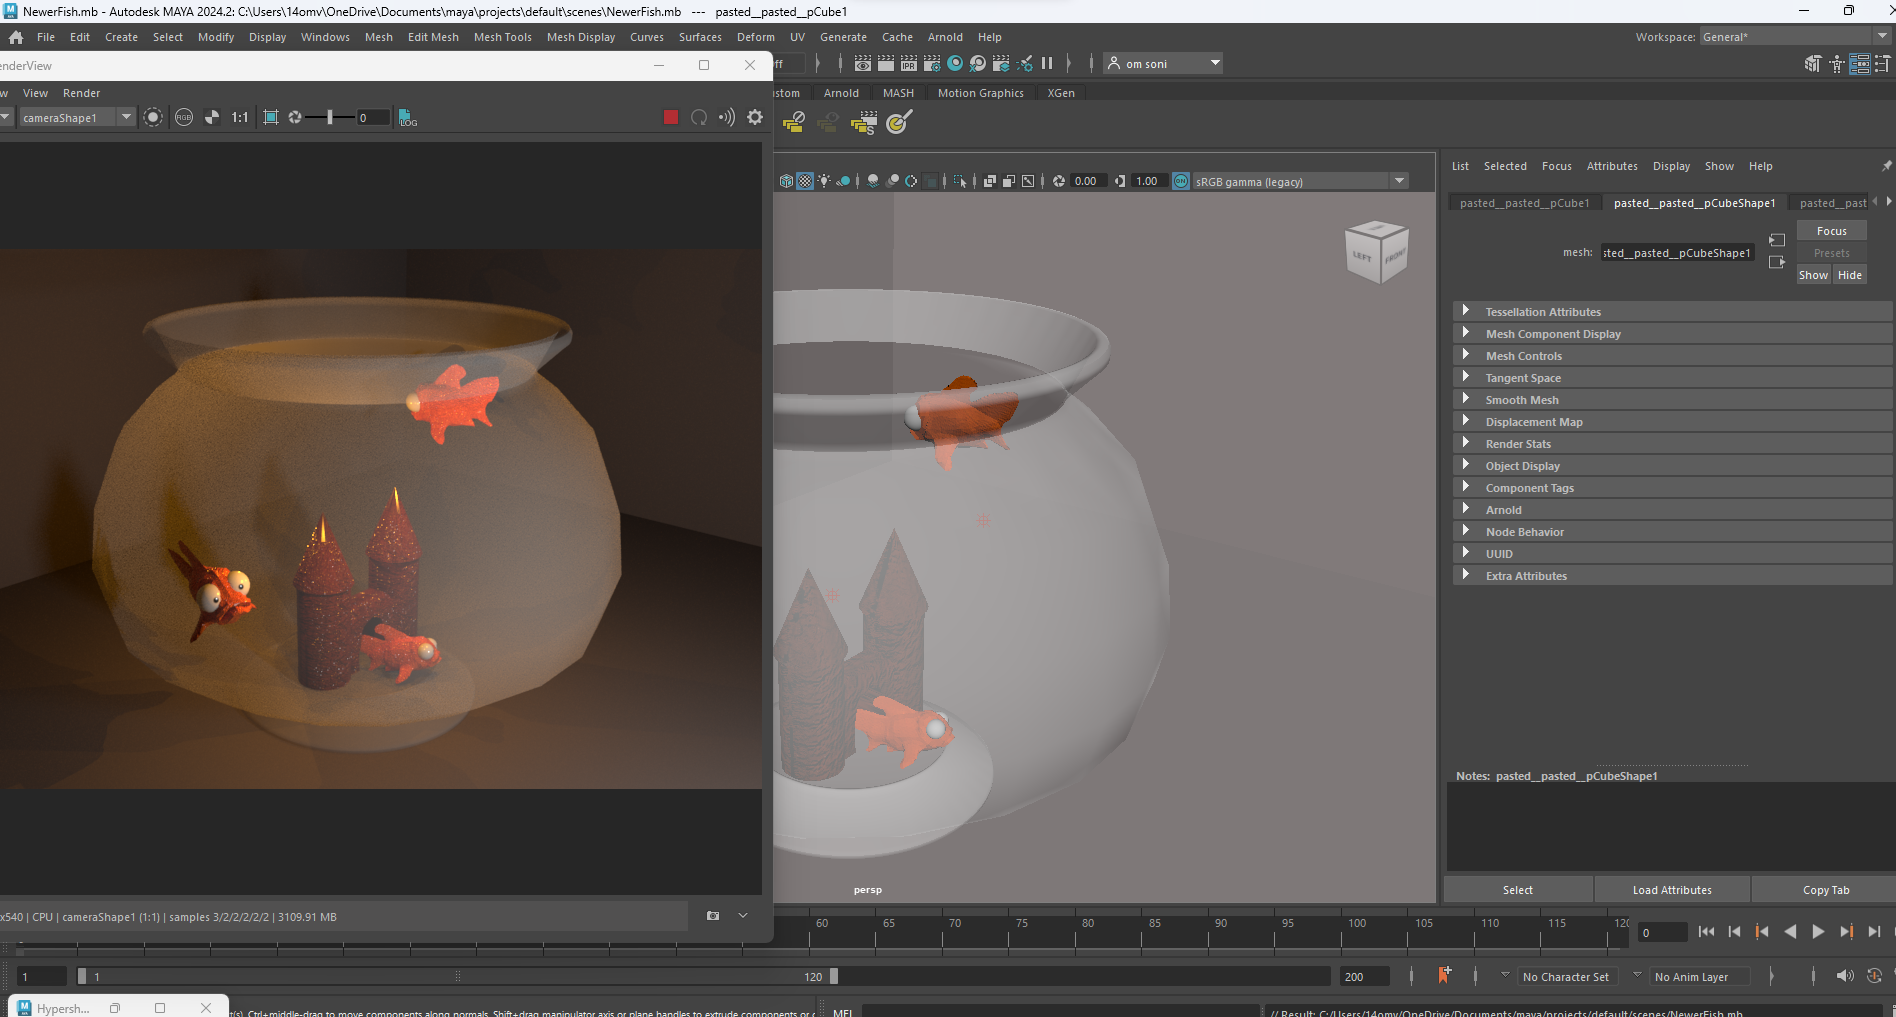 NewerFish.mb - Autodesk MAYA 2024.2: C:\Users\14omv\OneDrive\Documents\maya\projects\default\scenes\NewerFish.mb --- pasted__pasted__pCube1
File Edit Create Select Modify Display Windows Mesh Edit Mesh Mesh Tools Mesh Display Curves Surfaces Deform UV Generate Cache Arnold Help
Workspace: General*
enderView
ff
IPR
om soni
w View Render
stom Arnold MASH Motion Graphics XGen
cameraShape1
RGB
1:1
0
LOG
S
List Selected Focus Attributes Display Show Help
0.00
1.00
ON
sRGB gamma (legacy)
pasted__pasted__pCube1 pasted__pasted__pCubeShape1 pasted__past
LEFT FRONT
Focus
mesh: sted__pasted__pCubeShape1
Presets
Show Hide
Tessellation Attributes
Mesh Component Display
Mesh Controls
Tangent Space
Smooth Mesh
Displacement Map
Render Stats
Object Display
Component Tags
Arnold
Node Behavior
UUID
Extra Attributes
Notes: pasted__pasted__pCubeShape1
persp
Select Load Attributes Copy Tab
x540 | CPU | cameraShape1 (1:1) | samples 3/2/2/2/2/2 | 3109.91 MB
60 65 70 75 80 85 90 95 100 105 110 115 120
0
1 1 120 200
No Character Set
No Anim Layer
Hypersh...
t(s). Ctrl+middle-drag to move components along normals. Shift+drag manipulator axis or plane handles to extrude components or
MEL
// Result: C:/Users/14omv/OneDrive/Documents/maya/projects/default/scenes/NewerFish.mb